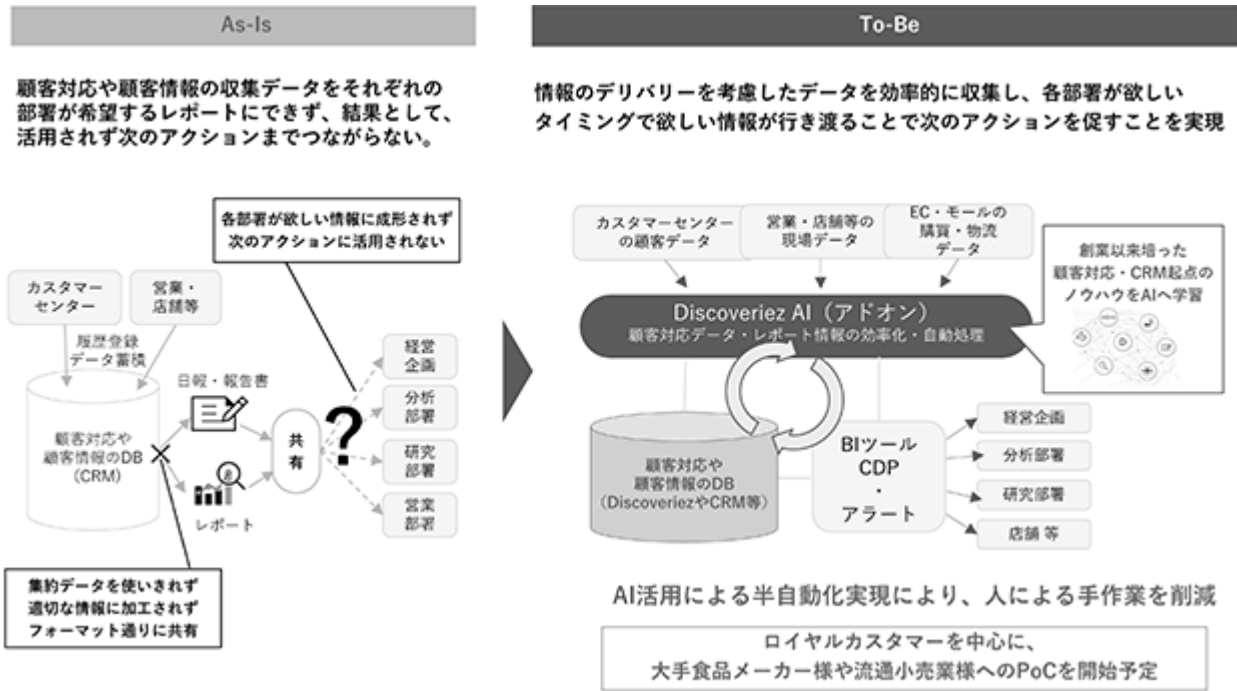 As-Is
顧客対応や顧客情報の収集データをそれぞれの
部署が希望するレポートにできず、結果として、
活用されず次のアクションまでつながらない。
各部署が欲しい情報に成形されず
次のアクションに活用されない
カスタマー
センター
営業・
店舗等
履歴登録
データ蓄積
顧客対応や
顧客情報のDB
（CRM）
日報・報告書
レポート
共有
?
経営
企画
分析
部署
研究
部署
営業
部署
集約データを使いきれず
適切な情報に加工されず
フォーマット通りに共有
To-Be
情報のデリバリーを考慮したデータを効率的に収集し、各部署が欲しい
タイミングで欲しい情報が行き渡ることで次のアクションを促すことを実現
カスタマーセンター
の顧客データ
営業・店舗等の
現場データ
EC・モールの
購買・物流
データ
創業以来培った
顧客対応・CRM起点の
ノウハウをAIへ学習
Discoveriez AI（アドオン）
顧客対応データ・レポート情報の効率化・自動処理
顧客対応や
顧客情報のDB
（DiscoveriezやCRM等）
BIツール
CDP
・
アラート
経営企画
分析部署
研究部署
店舗 等
AI活用による半自動化実現により、人による手作業を削減
ロイヤルカスタマーを中心に、
大手食品メーカー様や流通小売業様へのPoCを開始予定